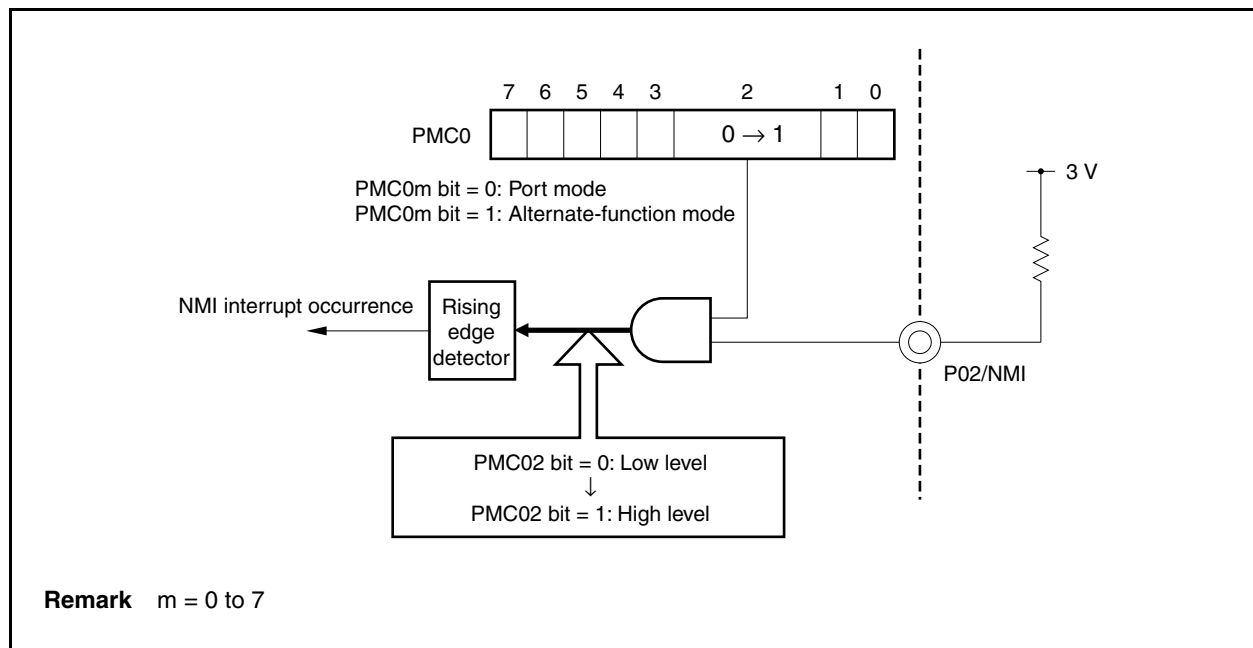 7 6 5 4 3 2 1 0
PMC0 0 → 1
3 V
PMC0m bit = 0: Port mode
PMC0m bit = 1: Alternate-function mode
NMI interrupt occurrence
Rising
edge
detector
P02/NMI
PMC02 bit = 0: Low level
↓
PMC02 bit = 1: High level
Remark m = 0 to 7